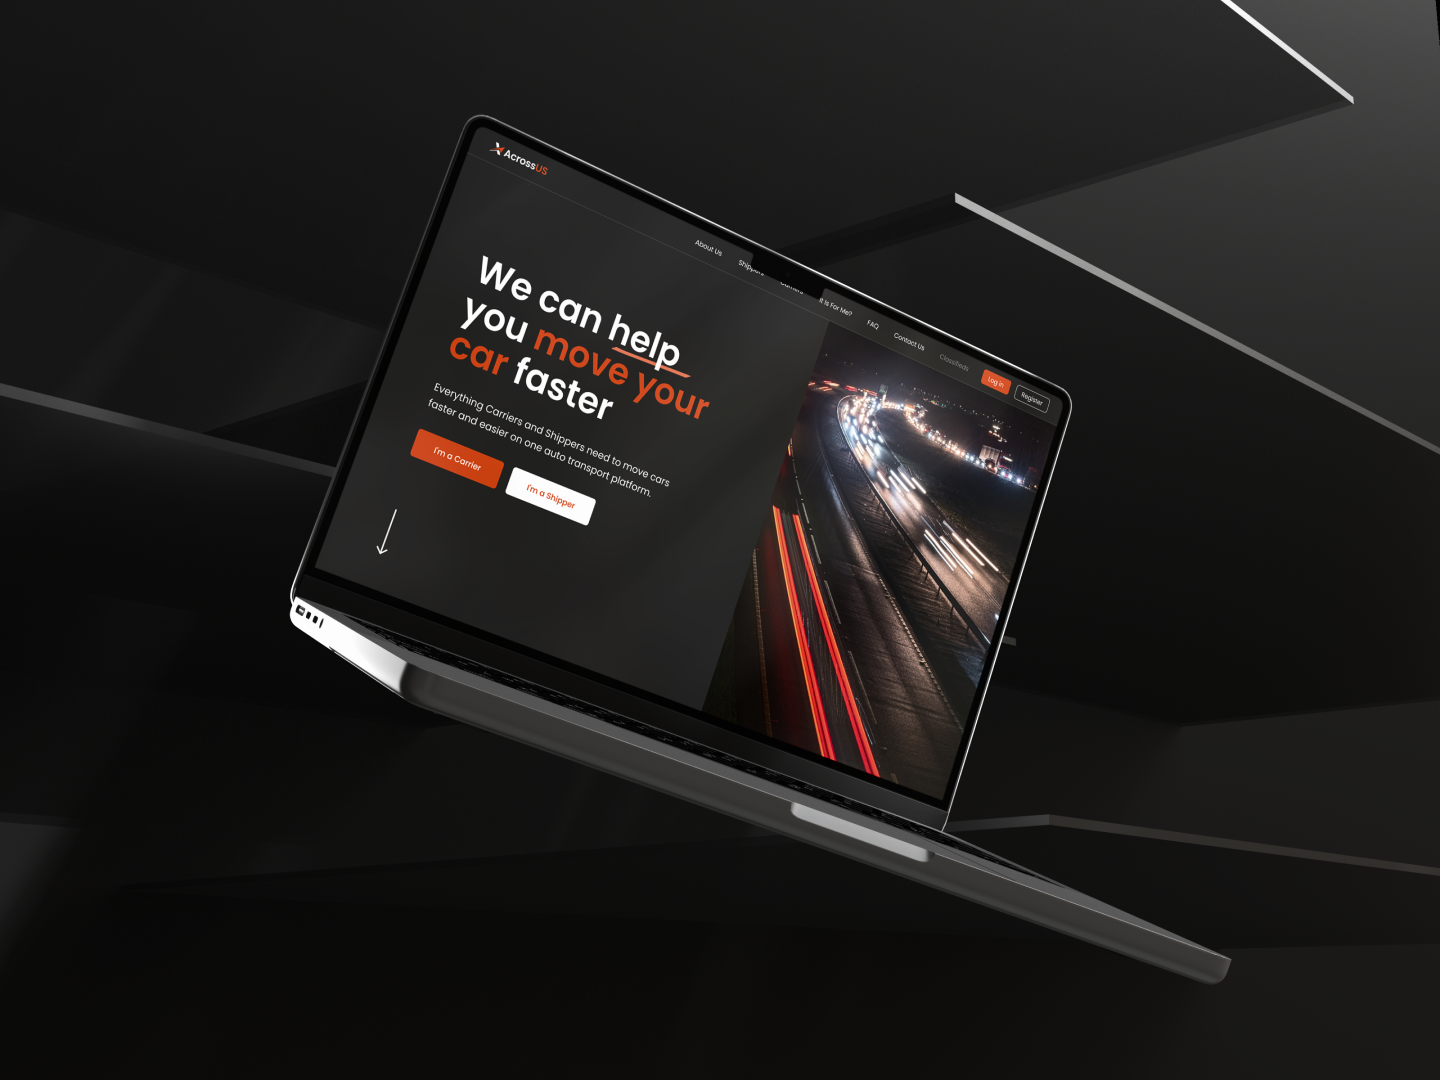 AcrossUS
About Us
Shippers
Carriers
It Is For Me?
FAQ
Contact Us
Classifieds
Log in
Register
We can help
you move your
car faster
Everything Carriers and Shippers need to move cars
faster and easier on one auto transport platform.
I'm a Carrier
I'm a Shipper